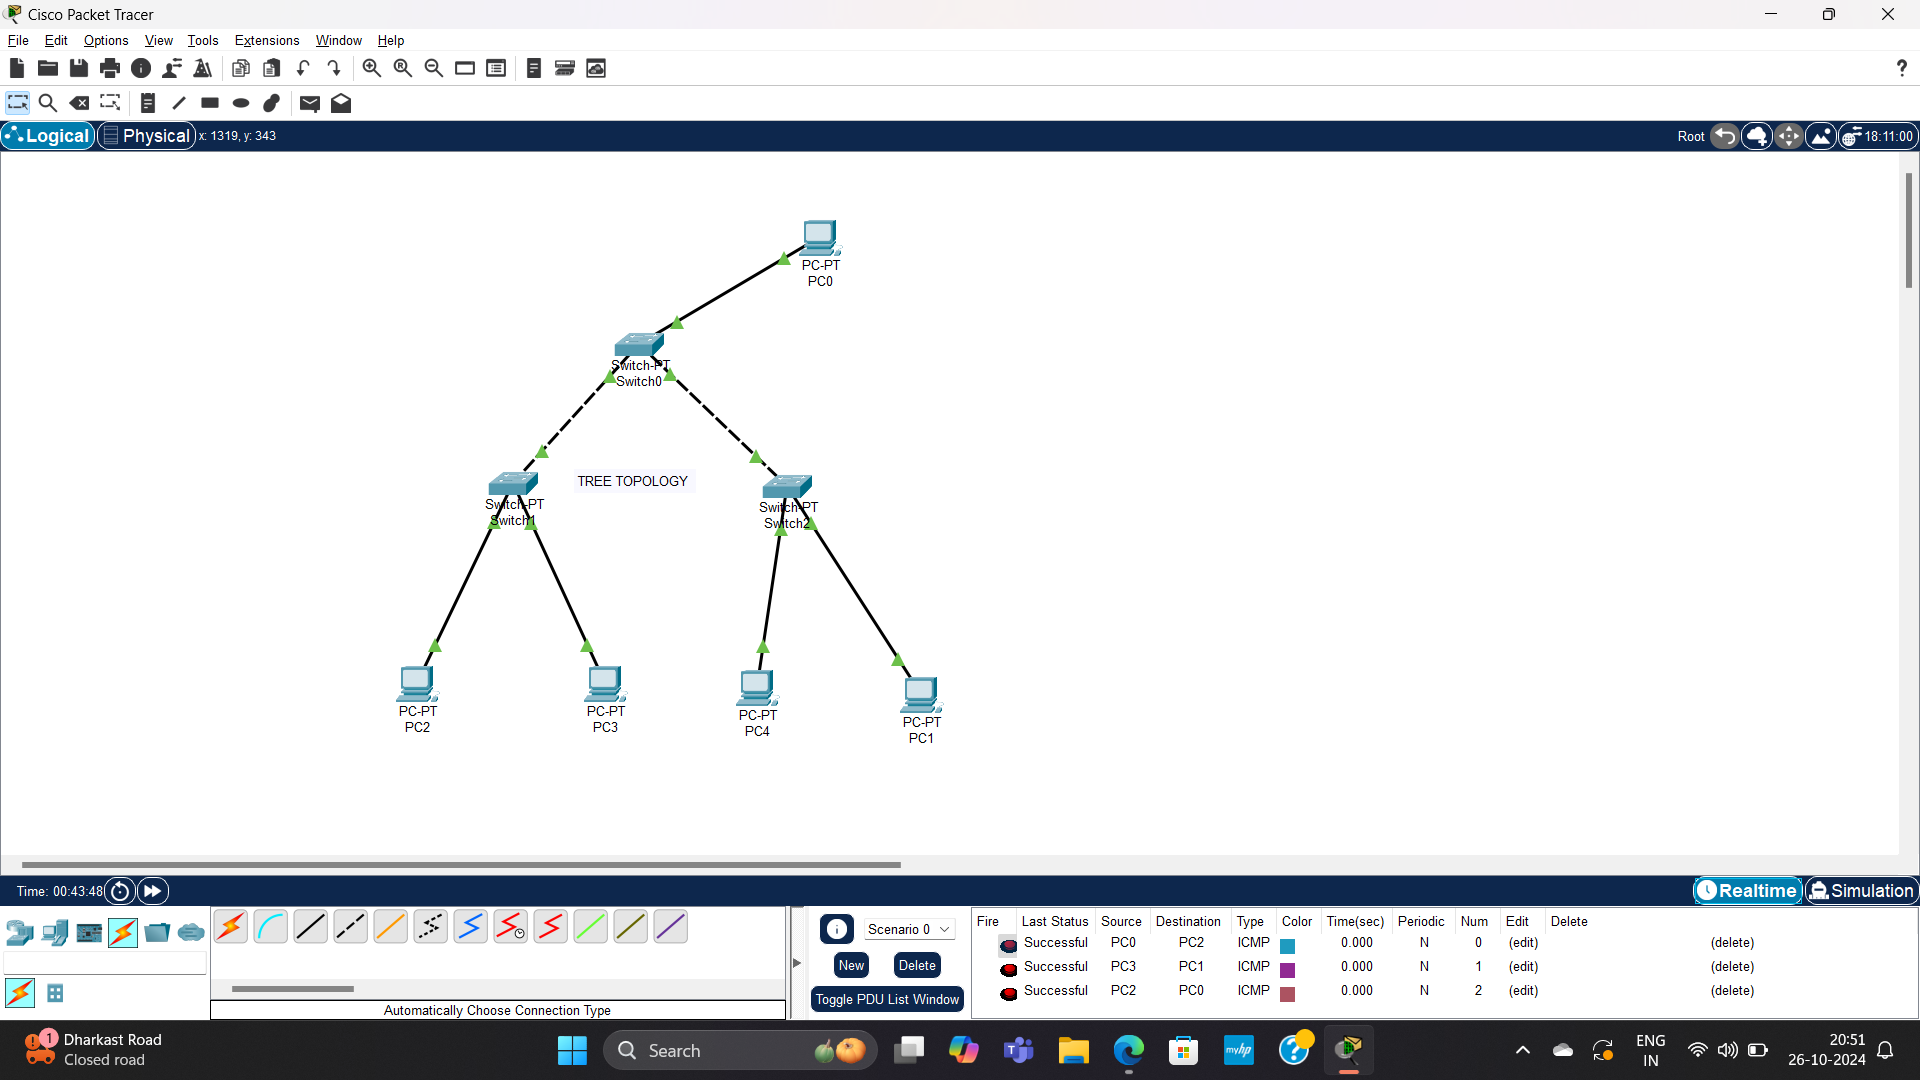 Cisco Packet Tracer
File Edit Options View Tools Extensions Window Help
?
Logical Physical x: 1319, y: 343 Root 18:11:00
PC-PT
PC0
Switch-PT
Switch0
TREE TOPOLOGY
Switch-PT
Switch1
Switch-PT
Switch2
PC-PT
PC2
PC-PT
PC3
PC-PT
PC4
PC-PT
PC1
Time: 00:43:48 Realtime Simulation
Automatically Choose Connection Type
Scenario 0
New Delete
Toggle PDU List Window
Fire Last Status Source Destination Type Color Time(sec) Periodic Num Edit Delete
Successful PC0 PC2 ICMP 0.000 N 0 (edit) (delete)
Successful PC3 PC1 ICMP 0.000 N 1 (edit) (delete)
Successful PC2 PC0 ICMP 0.000 N 2 (edit) (delete)
1
Dharkast Road
Closed road
Search
myhp
ENG
IN
20:51
26-10-2024